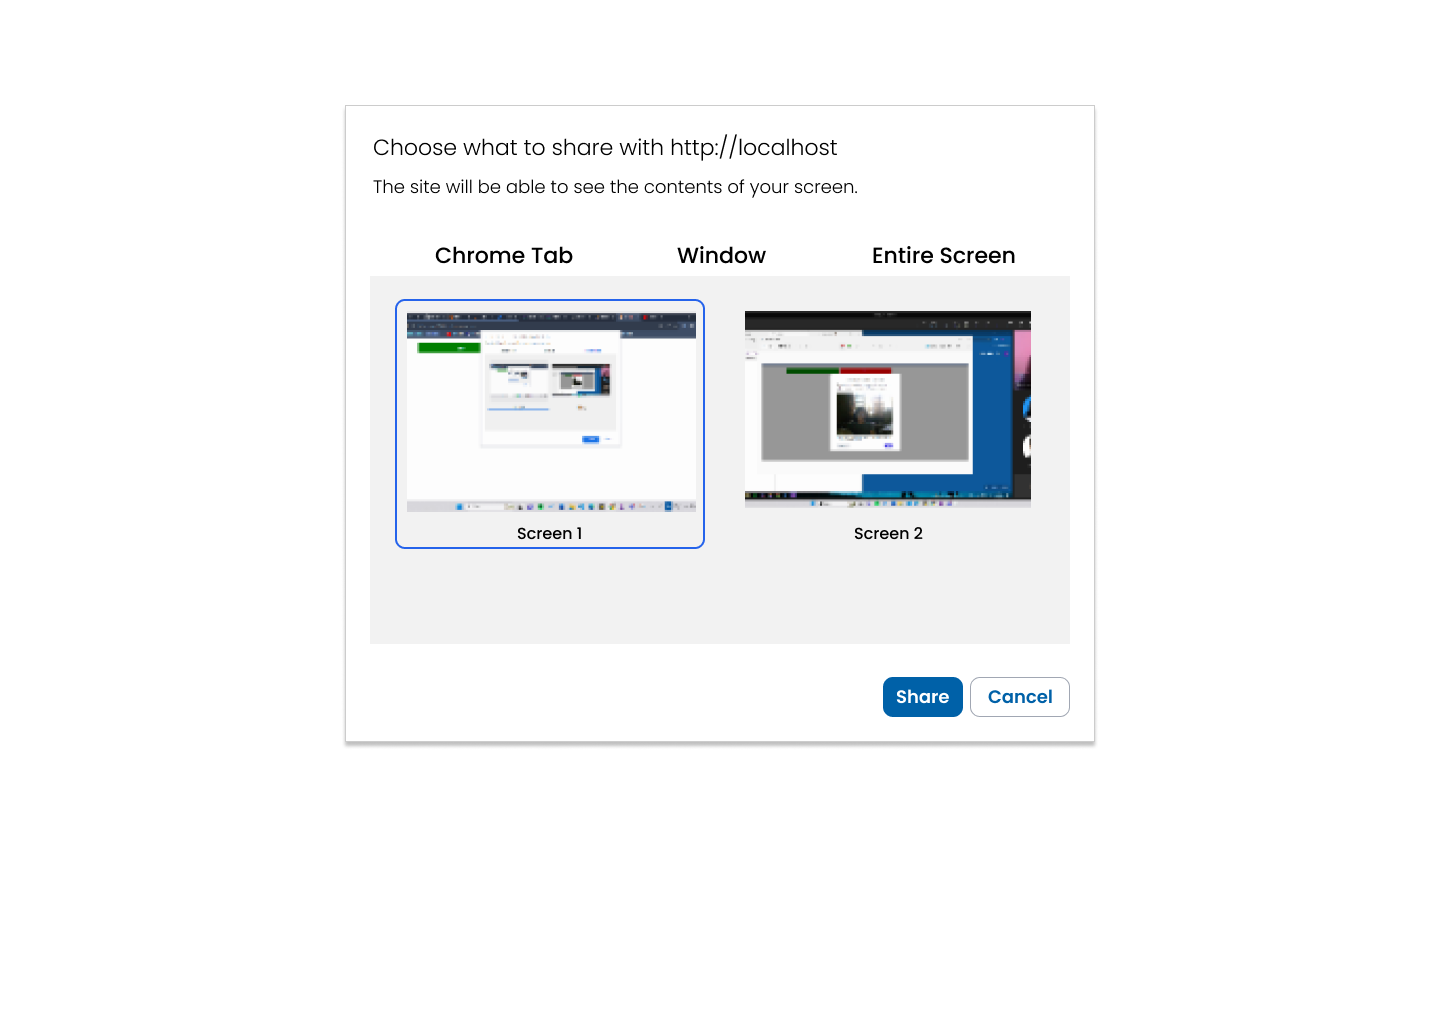 Choose what to share with http://localhost
The site will be able to see the contents of your screen.
Chrome Tab Window Entire Screen
Screen 1 Screen 2
Share Cancel